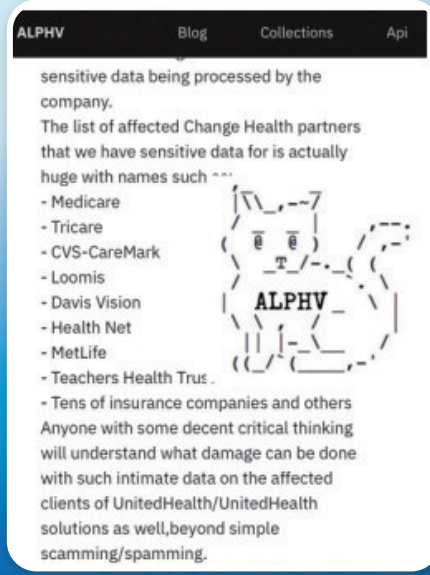 ALPHV Blog Collections Api
sensitive data being processed by the
company.
The list of affected Change Health partners
that we have sensitive data for is actually
huge with names such
- Medicare
- Tricare
- CVS-CareMark
- Loomis
- Davis Vision
- Health Net
- MetLife
- Teachers Health
ALPHV
- Tens of insurance companies and others
Anyone with some decent critical thinking
will understand what damage can be done
with such intimate data on the affected
clients of UnitedHealth/UnitedHealth
solutions as well,beyond simple
scamming/spamming.